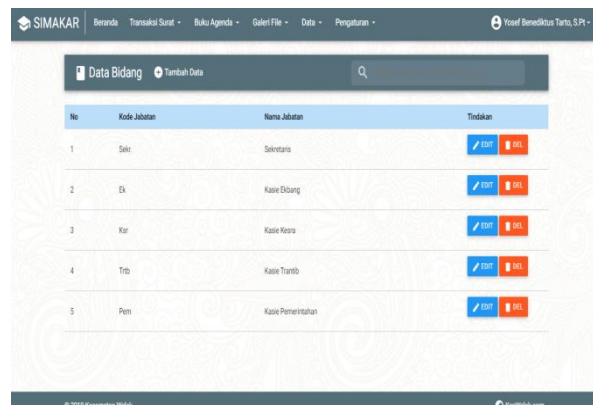 SIMAKAR Beranda Transaksi Surat Buku Agenda Galeri File Data Pengaturan Yosef Benediktus Tarto, S.Pt
Data Bidang Tambah Data
No Kode Jabatan Nama Jabatan Tindakan
1 Sekr. Sekretaris EDIT DEL
2 Ek Kasie Ekbang EDIT DEL
3 Ksr Kasie Kesra EDIT DEL
4 Trtb Kasie Trantib EDIT DEL
5 Pem Kasie Pemerintahan EDIT DEL